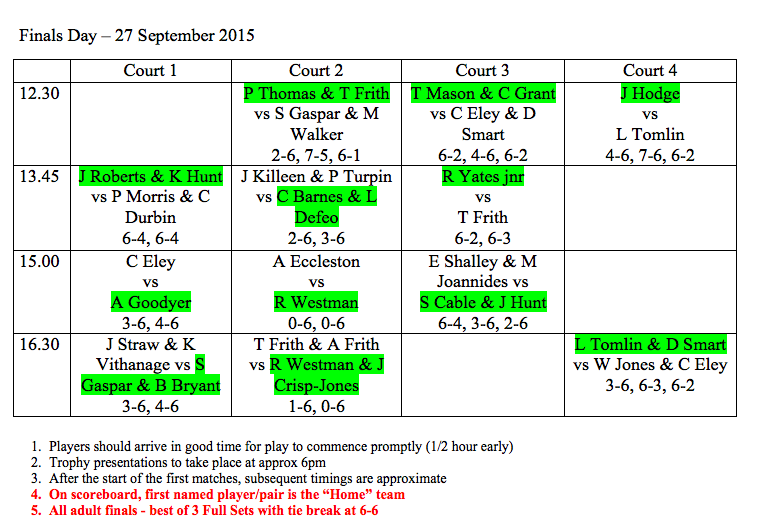 Finals Day – 27 September 2015
Court 1 Court 2 Court 3 Court 4
12.30
P Thomas & T Frith
vs S Gaspar & M
Walker
2-6, 7-5, 6-1
T Mason & C Grant
vs C Eley & D
Smart
6-2, 4-6, 6-2
J Hodge
vs
L Tomlin
4-6, 7-6, 6-2
13.45
J Roberts & K Hunt
vs P Morris & C
Durbin
6-4, 6-4
J Killeen & P Turpin
vs C Barnes & L
Defeo
2-6, 3-6
R Yates jnr
vs
T Frith
6-2, 6-3
15.00
C Eley
vs
A Goodyer
3-6, 4-6
A Eccleston
vs
R Westman
0-6, 0-6
E Shalley & M
Joannides vs
S Cable & J Hunt
6-4, 3-6, 2-6
16.30
J Straw & K
Vithanage vs S
Gaspar & B Bryant
3-6, 4-6
T Frith & A Frith
vs R Westman & J
Crisp-Jones
1-6, 0-6
L Tomlin & D Smart
vs W Jones & C Eley
3-6, 6-3, 6-2
1. Players should arrive in good time for play to commence promptly (1/2 hour early)
2. Trophy presentations to take place at approx 6pm
3. After the start of the first matches, subsequent timings are approximate
4. On scoreboard, first named player/pair is the “Home” team
5. All adult finals - best of 3 Full Sets with tie break at 6-6